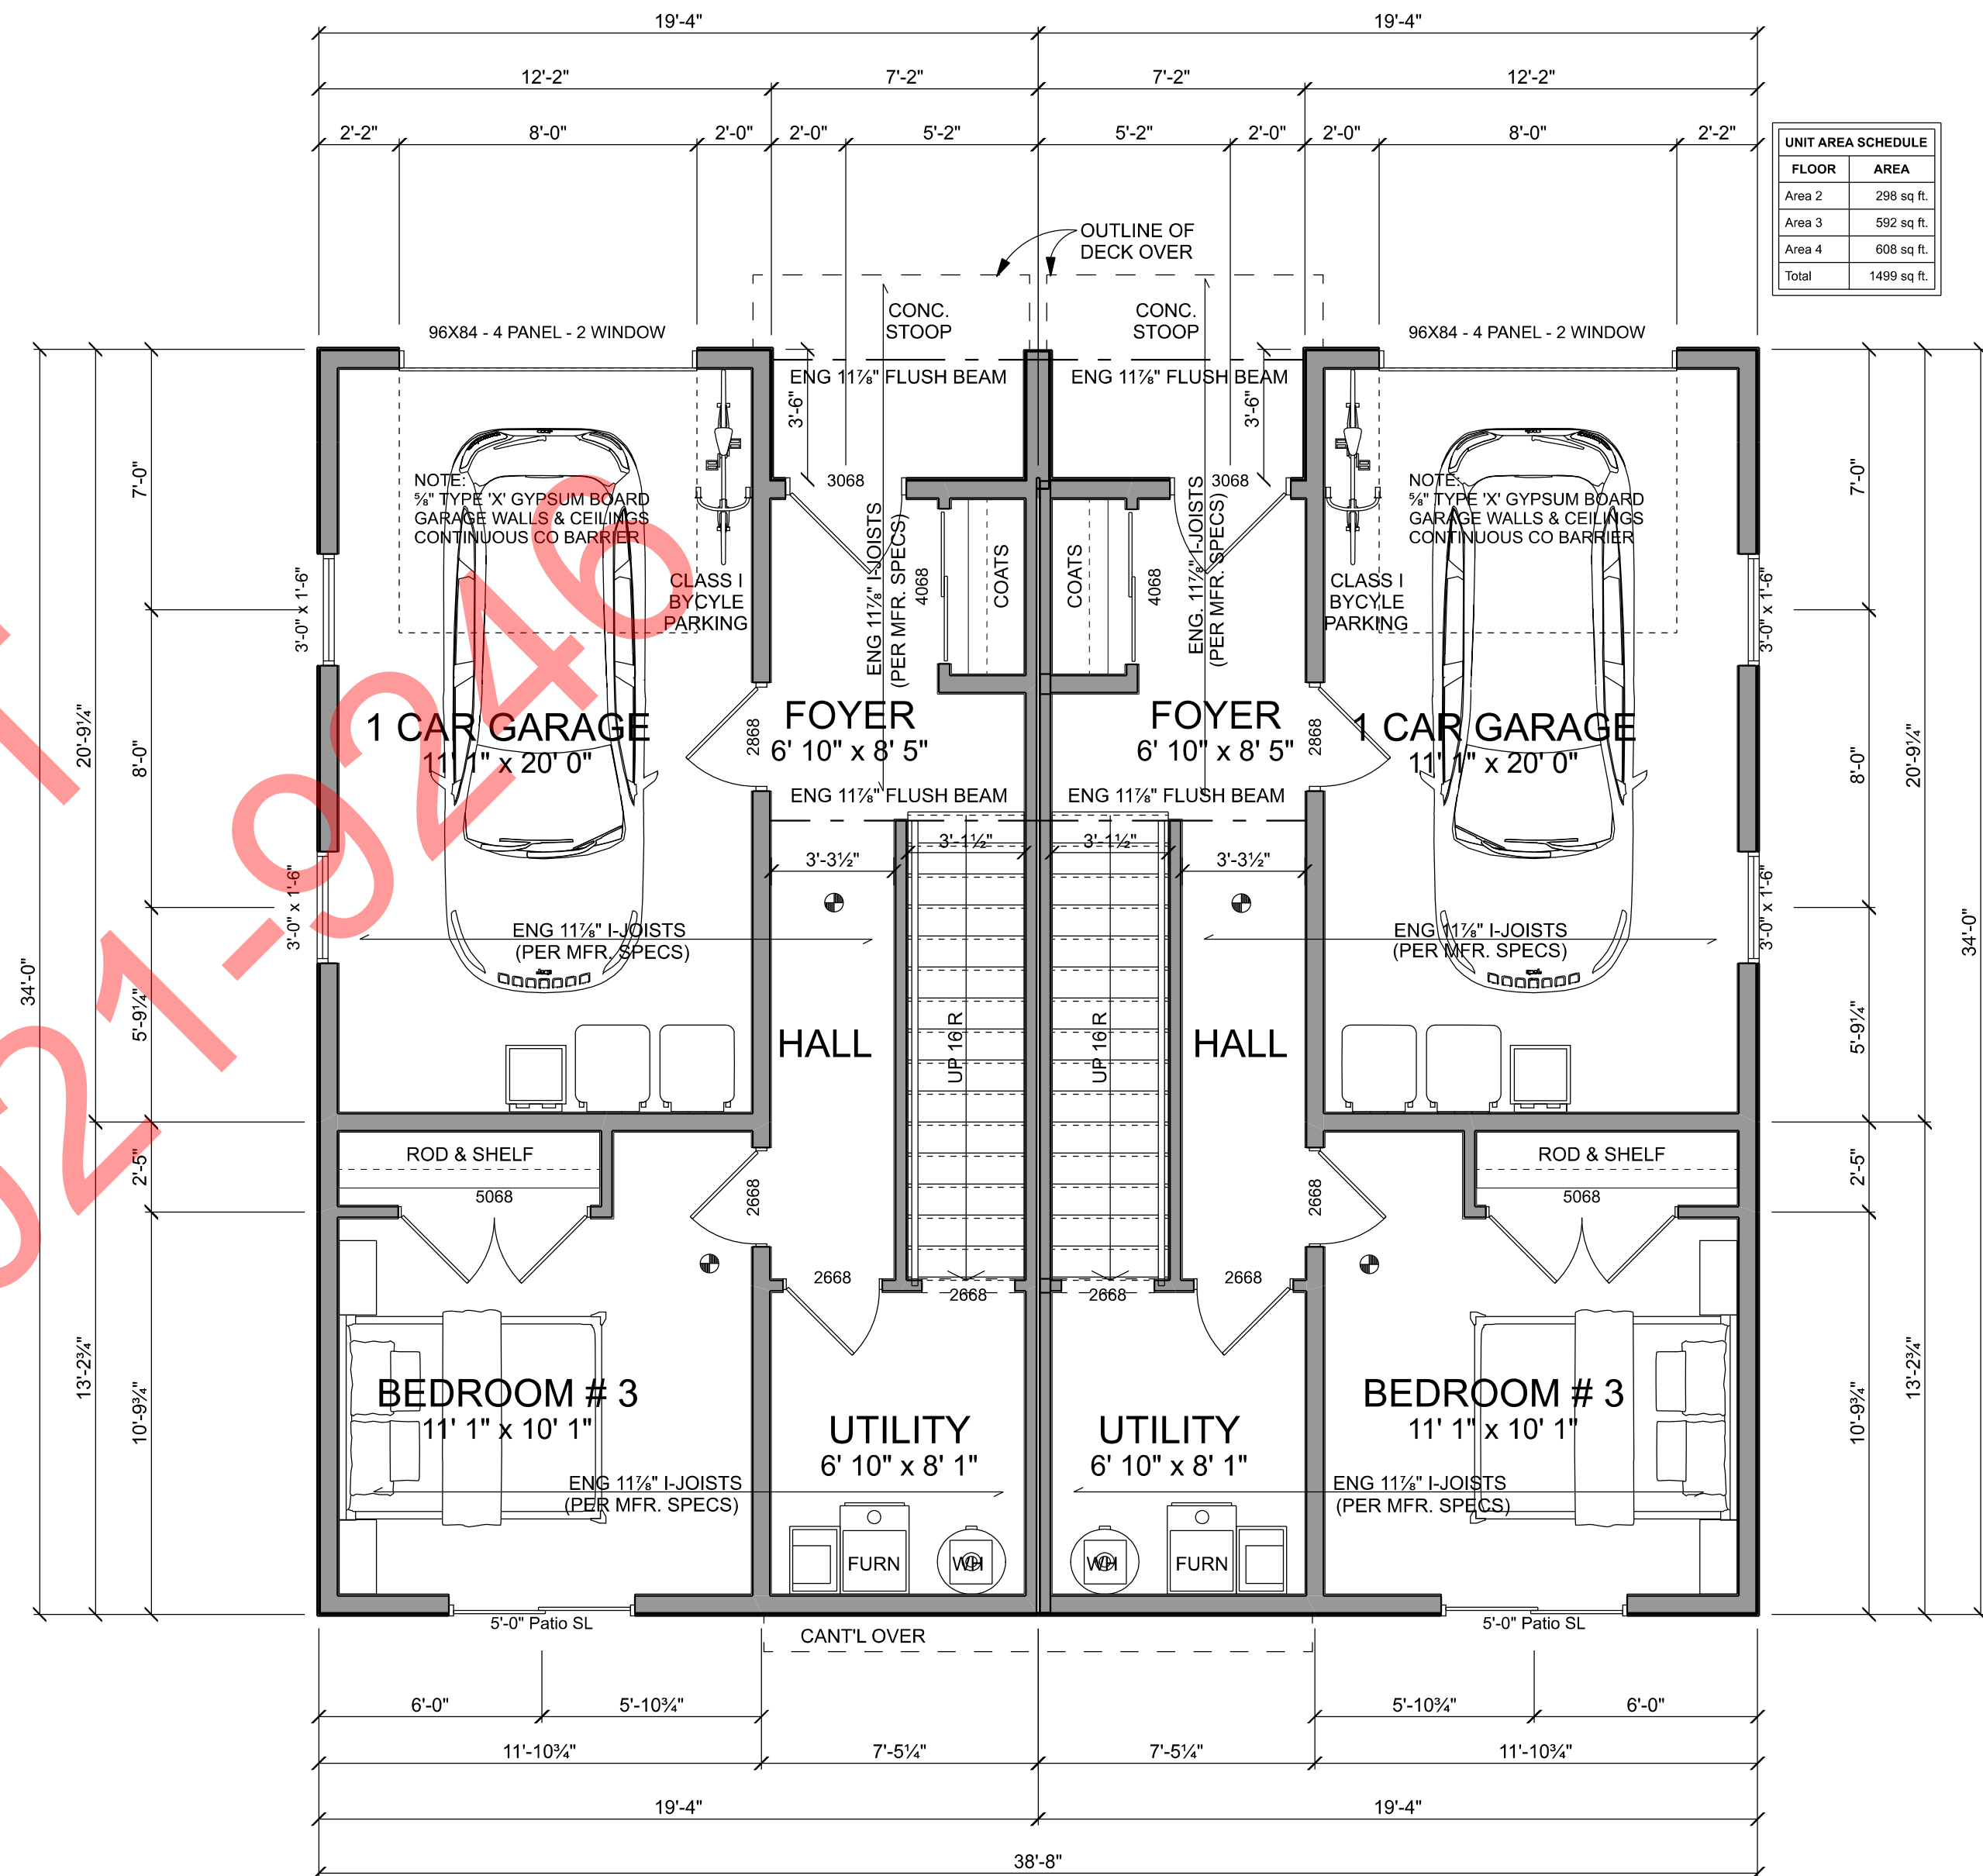 19'-4" 19'-4"
12'-2" 7'-2" 7'-2" 12'-2"
2'-2" 8'-0" 2'-0" 2'-0" 5'-2" 5'-2" 2'-0" 2'-0" 8'-0" 2'-2"
UNIT AREA SCHEDULE
FLOOR AREA
Area 2 298 sq ft.
Area 3 592 sq ft.
Area 4 608 sq ft.
Total 1499 sq ft.
OUTLINE OF
DECK OVER
CONC.
STOOP
CONC.
STOOP
96X84 - 4 PANEL - 2 WINDOW
96X84 - 4 PANEL - 2 WINDOW
ENG 11⅞" FLUSH BEAM
ENG 11⅞" FLUSH BEAM
3'-6"
3'-6"
7'-0"
7'-0"
NOTE:
⅝" TYPE 'X' GYPSUM BOARD
GARAGE WALLS & CEILINGS
CONTINUOUS CO BARRIER
3068
3068
NOTE:
⅝" TYPE 'X' GYPSUM BOARD
GARAGE WALLS & CEILINGS
CONTINUOUS CO BARRIER
ENG 11⅞" I-JOISTS
(PER MFR. SPECS)
ENG. 11⅞" I-JOISTS
(PER MFR. SPECS)
4068
COATS
COATS
4068
CLASS I
BYCYLE
PARKING
CLASS I
BYCYLE
PARKING
3'-0" x 1'-6"
3'-0" x 1'-6"
1 CAR GARAGE
11' 1" x 20' 0"
2868
FOYER
6' 10" x 8' 5"
FOYER
6' 10" x 8' 5"
2868
1 CAR GARAGE
11' 1" x 20' 0"
20'-9¼"
8'-0"
8'-0"
20'-9¼"
ENG 11⅞" FLUSH BEAM
ENG 11⅞" FLUSH BEAM
3'-1½"
3'-1½"
3'-3½"
3'-3½"
3'-0" x 1'-6"
3'-0" x 1'-6"
ENG 11⅞" I-JOISTS
(PER MFR. SPECS)
ENG 11⅞" I-JOISTS
(PER MFR. SPECS)
34'-0"
34'-0"
5'-9¼"
5'-9¼"
HALL
UP 16 R
UP 16 R
HALL
ROD & SHELF
5068
ROD & SHELF
5068
2'-5"
2'-5"
2668
2668
2668
2668
2668
2668
13'-2¾"
10'-9¾"
10'-9¾"
13'-2¾"
BEDROOM # 3
11' 1" x 10' 1"
UTILITY
6' 10" x 8' 1"
UTILITY
6' 10" x 8' 1"
BEDROOM # 3
11' 1" x 10' 1"
ENG 11⅞" I-JOISTS
(PER MFR. SPECS)
ENG 11⅞" I-JOISTS
(PER MFR. SPECS)
FURN
WH
WH
FURN
5'-0" Patio SL
5'-0" Patio SL
CANT'L OVER
6'-0" 5'-10¾" 5'-10¾" 6'-0"
11'-10¾" 7'-5¼" 7'-5¼" 11'-10¾"
19'-4" 19'-4"
38'-8"
21-9246